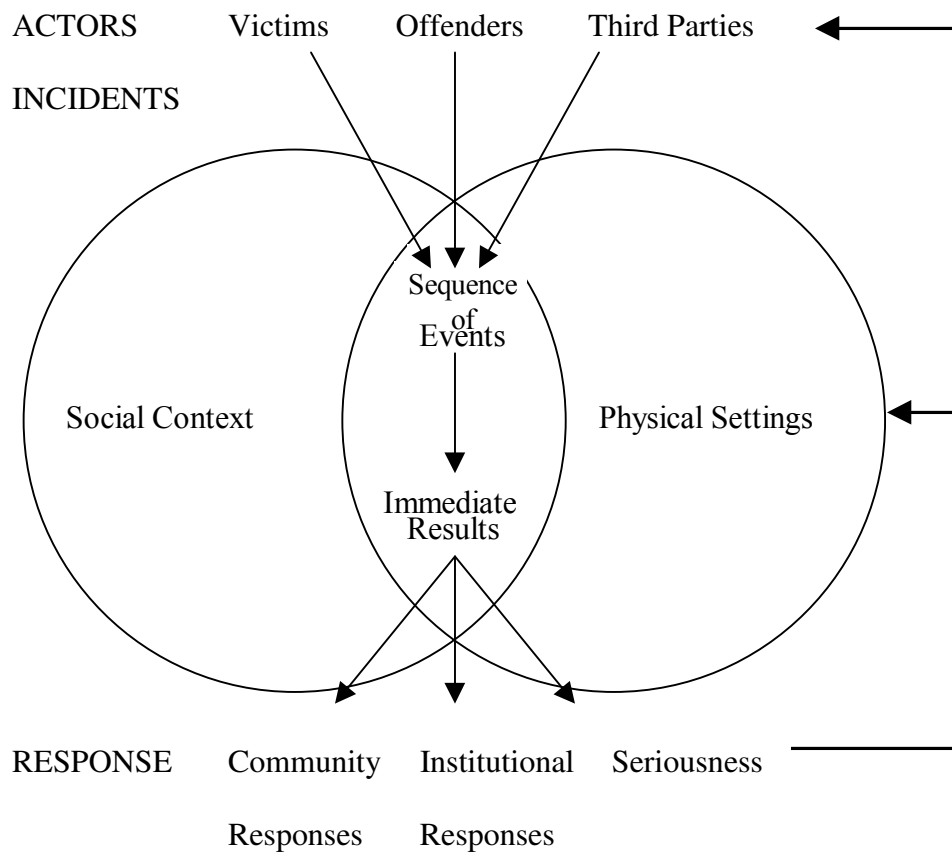 ACTORS Victims Offenders Third Parties
INCIDENTS
Sequence
of
Events
Social Context Physical Settings
Immediate
Results
RESPONSE Community Institutional Seriousness
Responses Responses